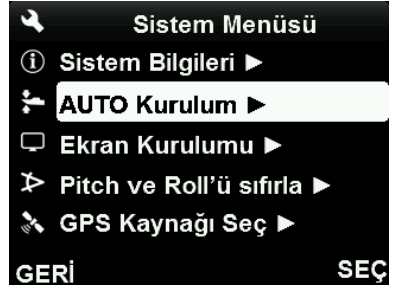 Sistem Menüsü
Sistem Bilgileri ►
AUTO Kurulum ►
Ekran Kurulumu ►
Pitch ve Roll'ü sıfırla ►
GPS Kaynağı Seç ►
GERİ SEÇ